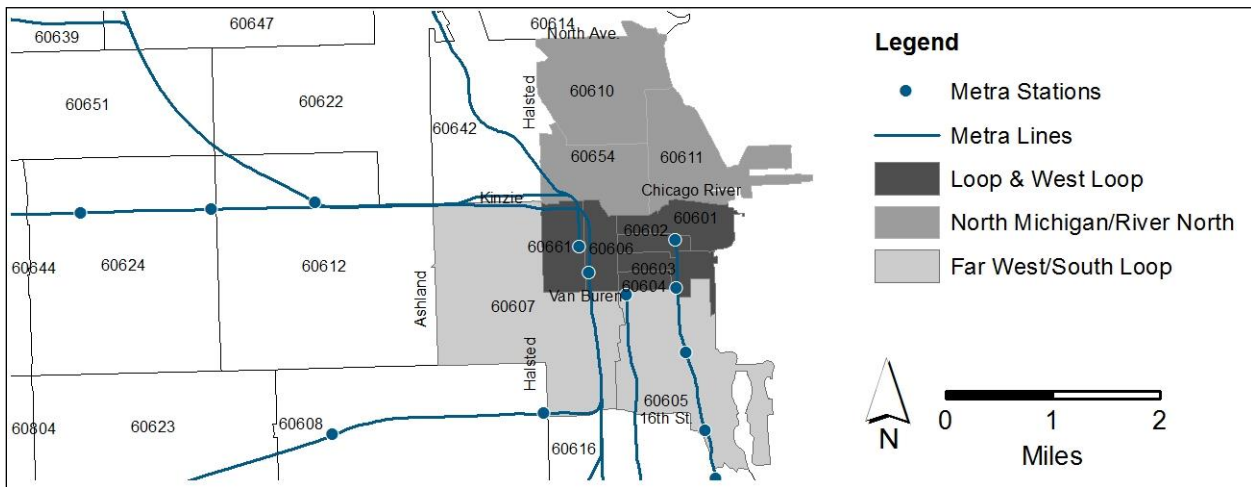 60614
60647
North Ave.
60639
60610
Halsted
60651
60622
60642
60654
60611
Chicago River
Kinzie
60601
60602
60661
60606
60644
60624
60612
60603
60604
Van Buren
60607
Ashland
Halsted
60605
16th St.
60608
60804
60623
60616
Legend
Metra Stations
Metra Lines
Loop & West Loop
North Michigan/River North
Far West/South Loop
N
0 1 2
Miles